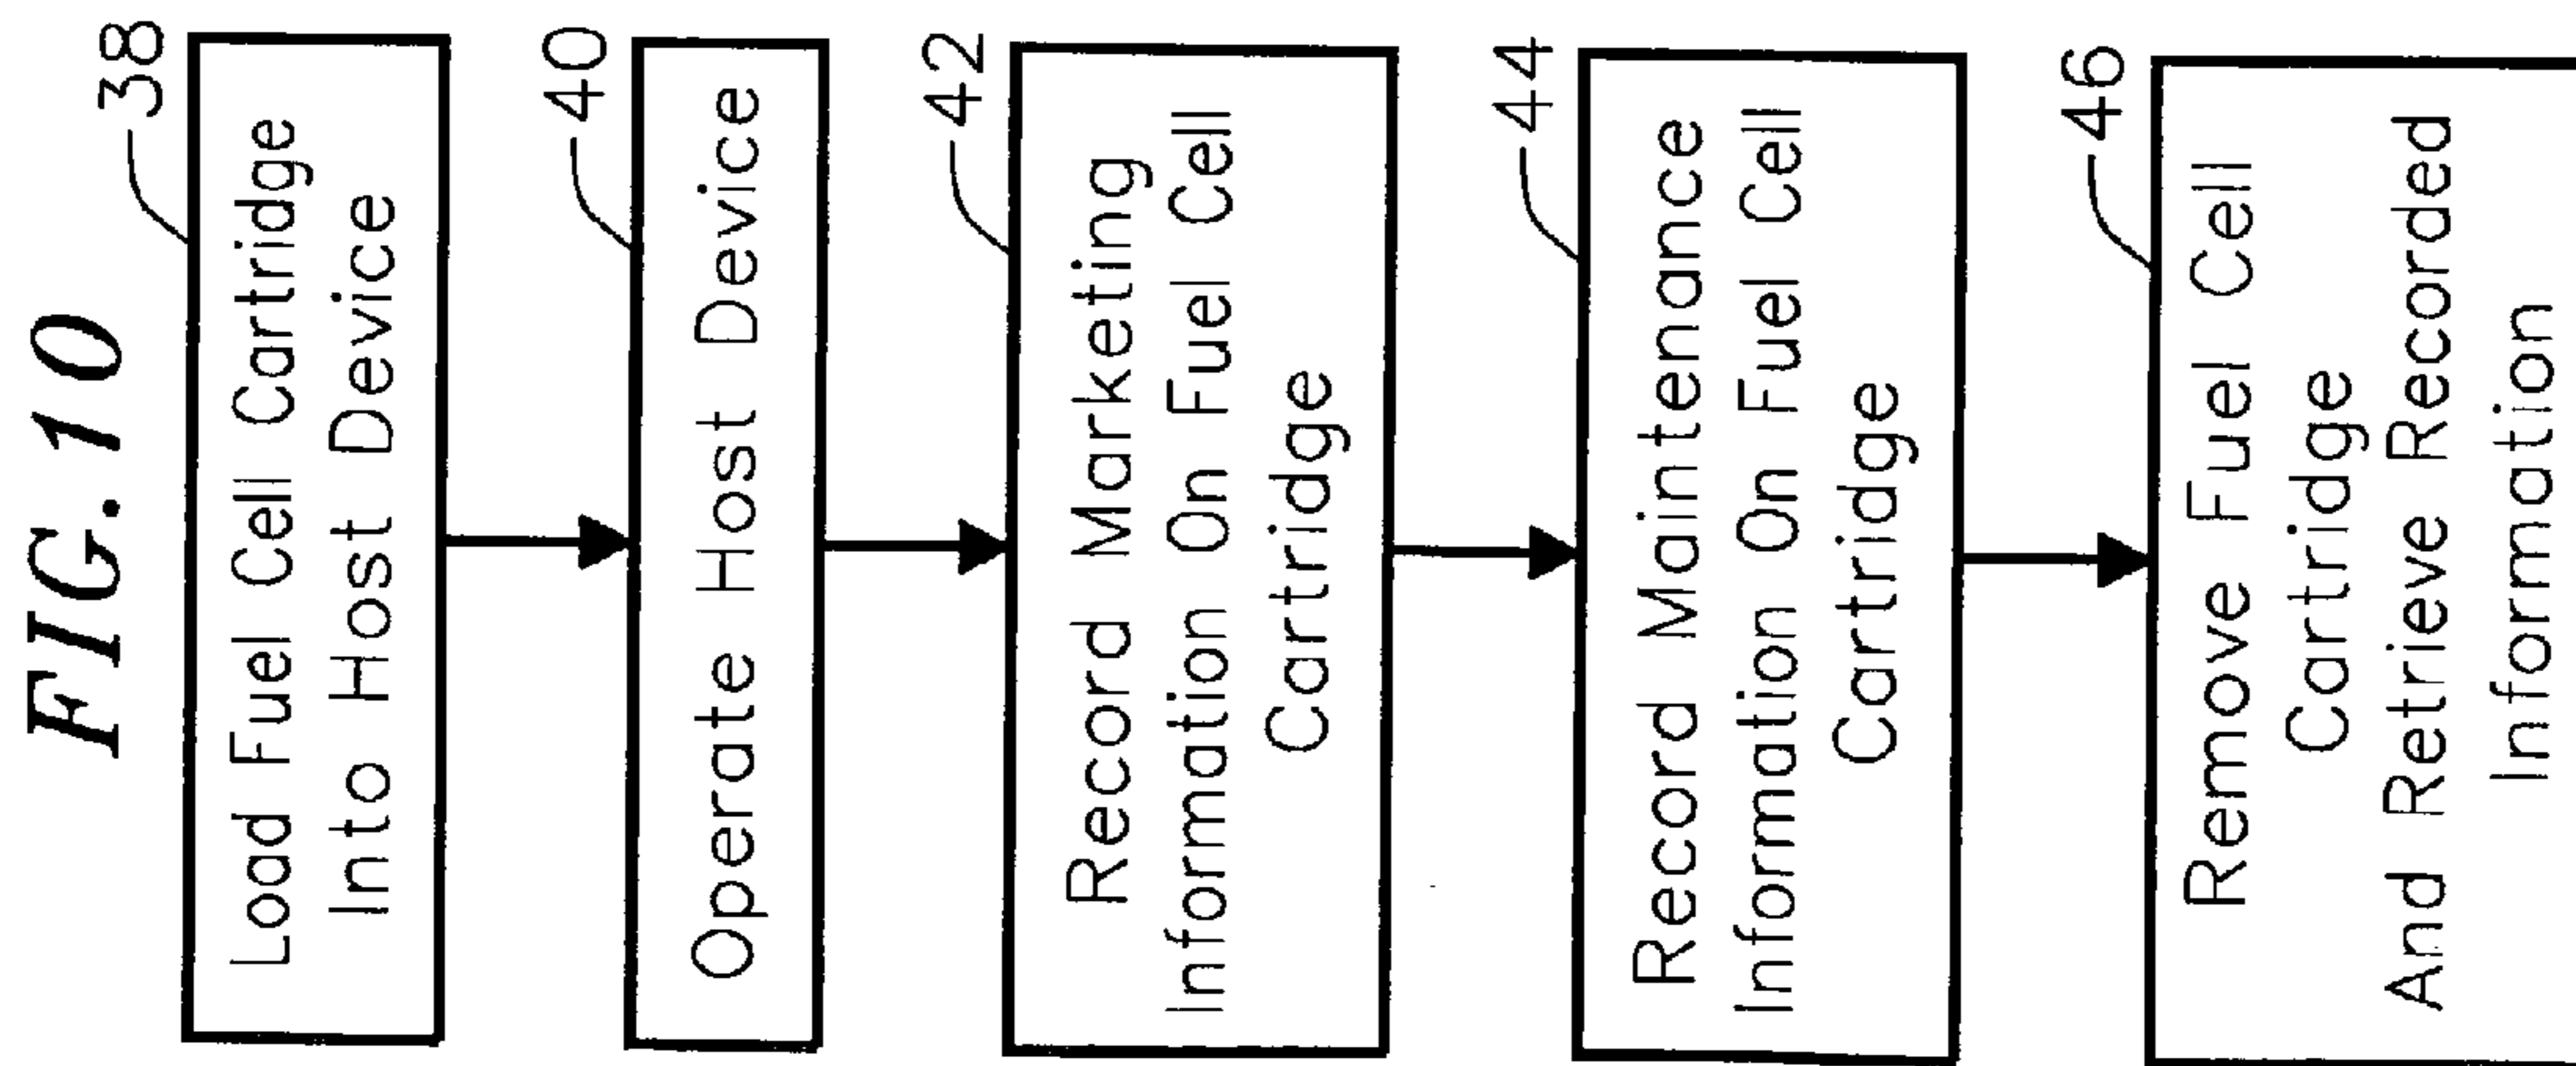 FIG. 10
38
Load Fuel Cell Cartridge
Into Host Device
40
Operate Host Device
42
Record Marketing
Information On Fuel Cell
Cartridge
44
Record Maintenance
Information On Fuel Cell
Cartridge
46
Remove Fuel Cell
Cartridge
And Retrieve Recorded
Information